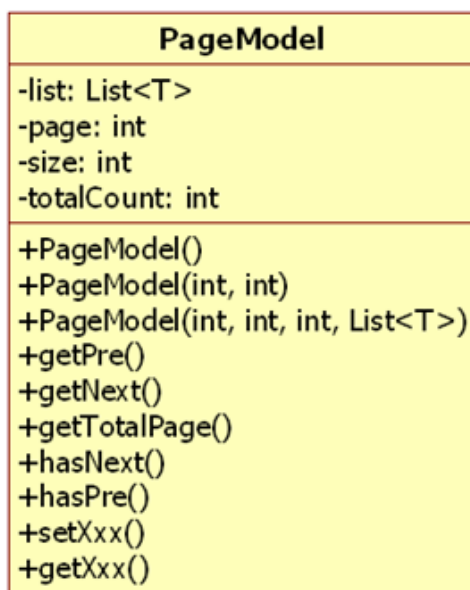 PageModel
-list: List<T>
-page: int
-size: int
-totalCount: int
+PageModel()
+PageModel(int, int)
+PageModel(int, int, int, List<T>)
+getPre()
+getNext()
+getTotalPage()
+hasNext()
+hasPre()
+setXxx()
+getXxx()